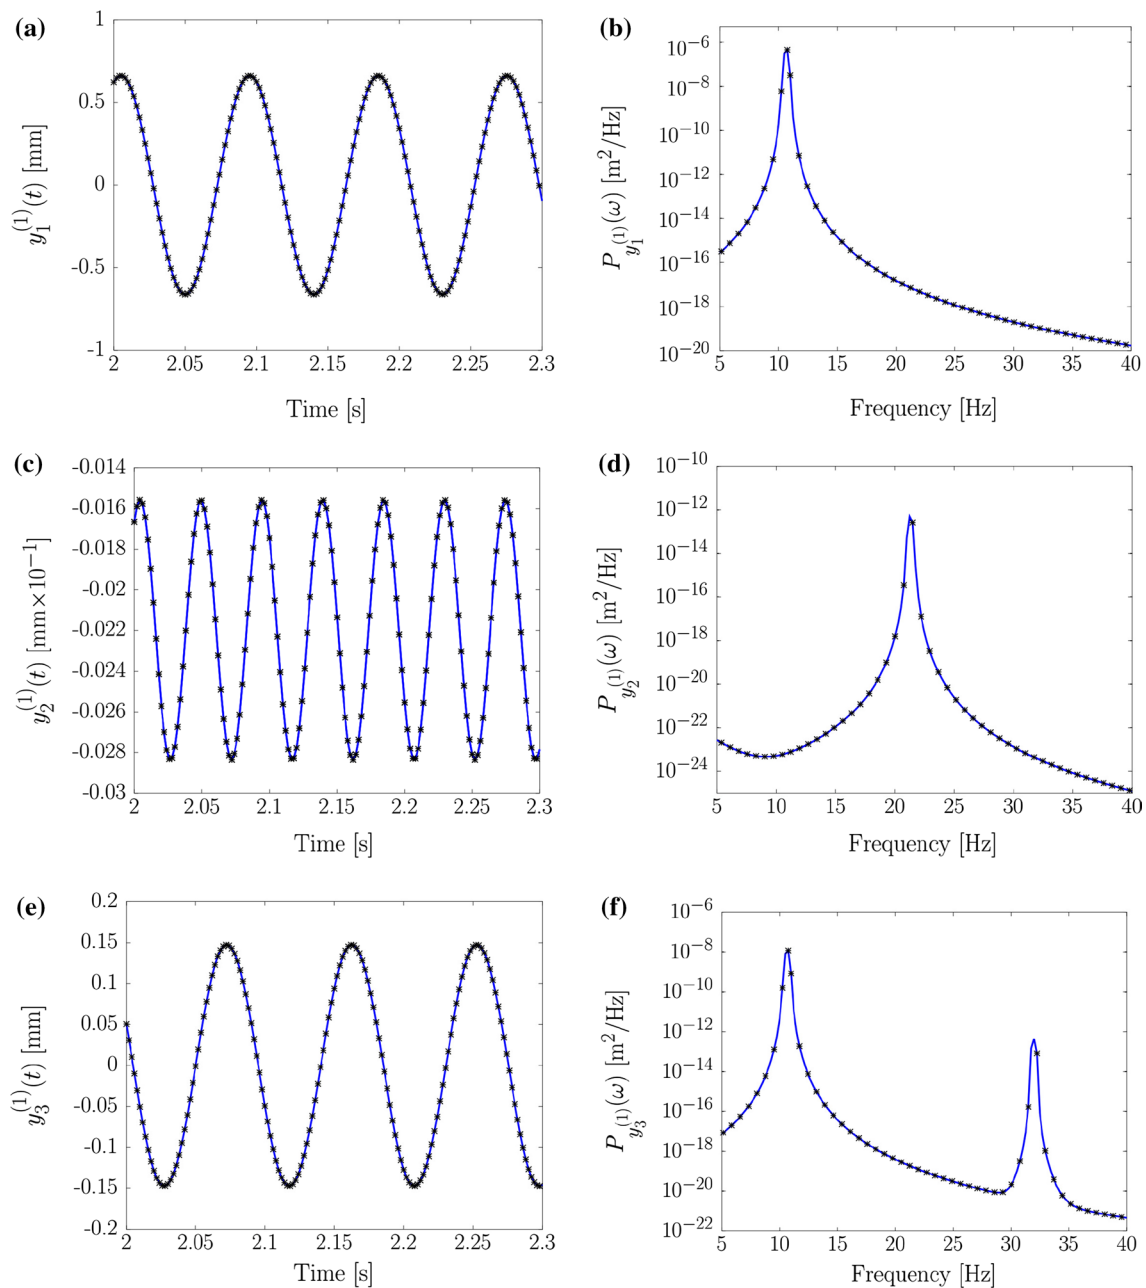 (a)
1
0.5
0
-0.5
-1
y₁⁽¹⁾(t) [mm]
2 2.05 2.1 2.15 2.2 2.25 2.3
Time [s]
(b)
10⁻⁶
10⁻⁸
10⁻¹⁰
10⁻¹²
10⁻¹⁴
10⁻¹⁶
10⁻¹⁸
10⁻²⁰
P_{y₁⁽¹⁾}(ω) [m²/Hz]
5 10 15 20 25 30 35 40
Frequency [Hz]
(c)
-0.014
-0.016
-0.018
-0.02
-0.022
-0.024
-0.026
-0.028
-0.03
y₂⁽¹⁾(t) [mm×10⁻¹]
2 2.05 2.1 2.15 2.2 2.25 2.3
Time [s]
(d)
10⁻¹⁰
10⁻¹²
10⁻¹⁴
10⁻¹⁶
10⁻¹⁸
10⁻²⁰
10⁻²²
10⁻²⁴
P_{y₂⁽¹⁾}(ω) [m²/Hz]
5 10 15 20 25 30 35 40
Frequency [Hz]
(e)
0.2
0.15
0.1
0.05
0
-0.05
-0.1
-0.15
-0.2
y₃⁽¹⁾(t) [mm]
2 2.05 2.1 2.15 2.2 2.25 2.3
Time [s]
(f)
10⁻⁶
10⁻⁸
10⁻¹⁰
10⁻¹²
10⁻¹⁴
10⁻¹⁶
10⁻¹⁸
10⁻²⁰
10⁻²²
P_{y₃⁽¹⁾}(ω) [m²/Hz]
5 10 15 20 25 30 35 40
Frequency [Hz]